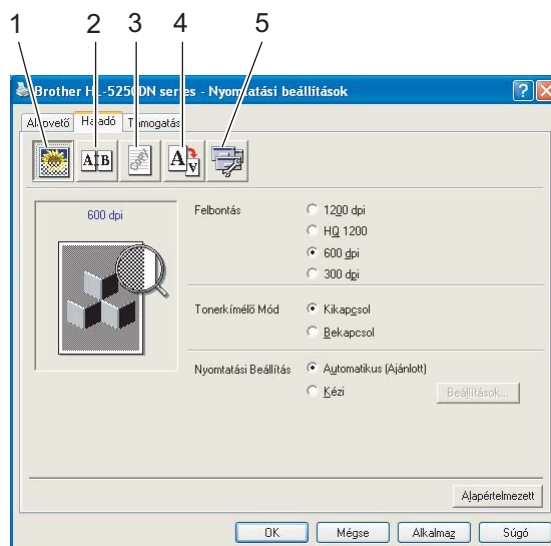 1 2 3 4 5
Brother HL-5250DN series - Nyomtatási beállítások
Alapvető Haladó Támogatás
A B
A A
600 dpi
Felbontás
1200 dpi
HQ 1200
600 dpi
300 dpi
Tonerkímélő Mód
Kikapcsol
Bekapcsol
Nyomtatási Beállítás
Automatikus (Ajánlott)
Kézi
Beállítások...
Alapértelmezett
OK Mégse Alkalmaz Súgó